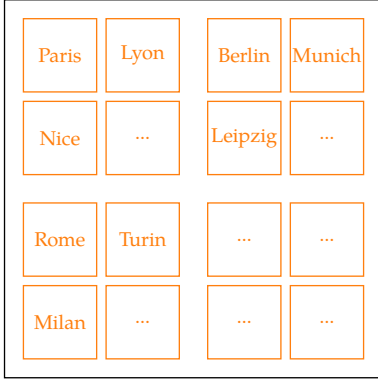 Paris Lyon Berlin Munich
Nice ... Leipzig ...
Rome Turin ... ...
Milan ... ... ...